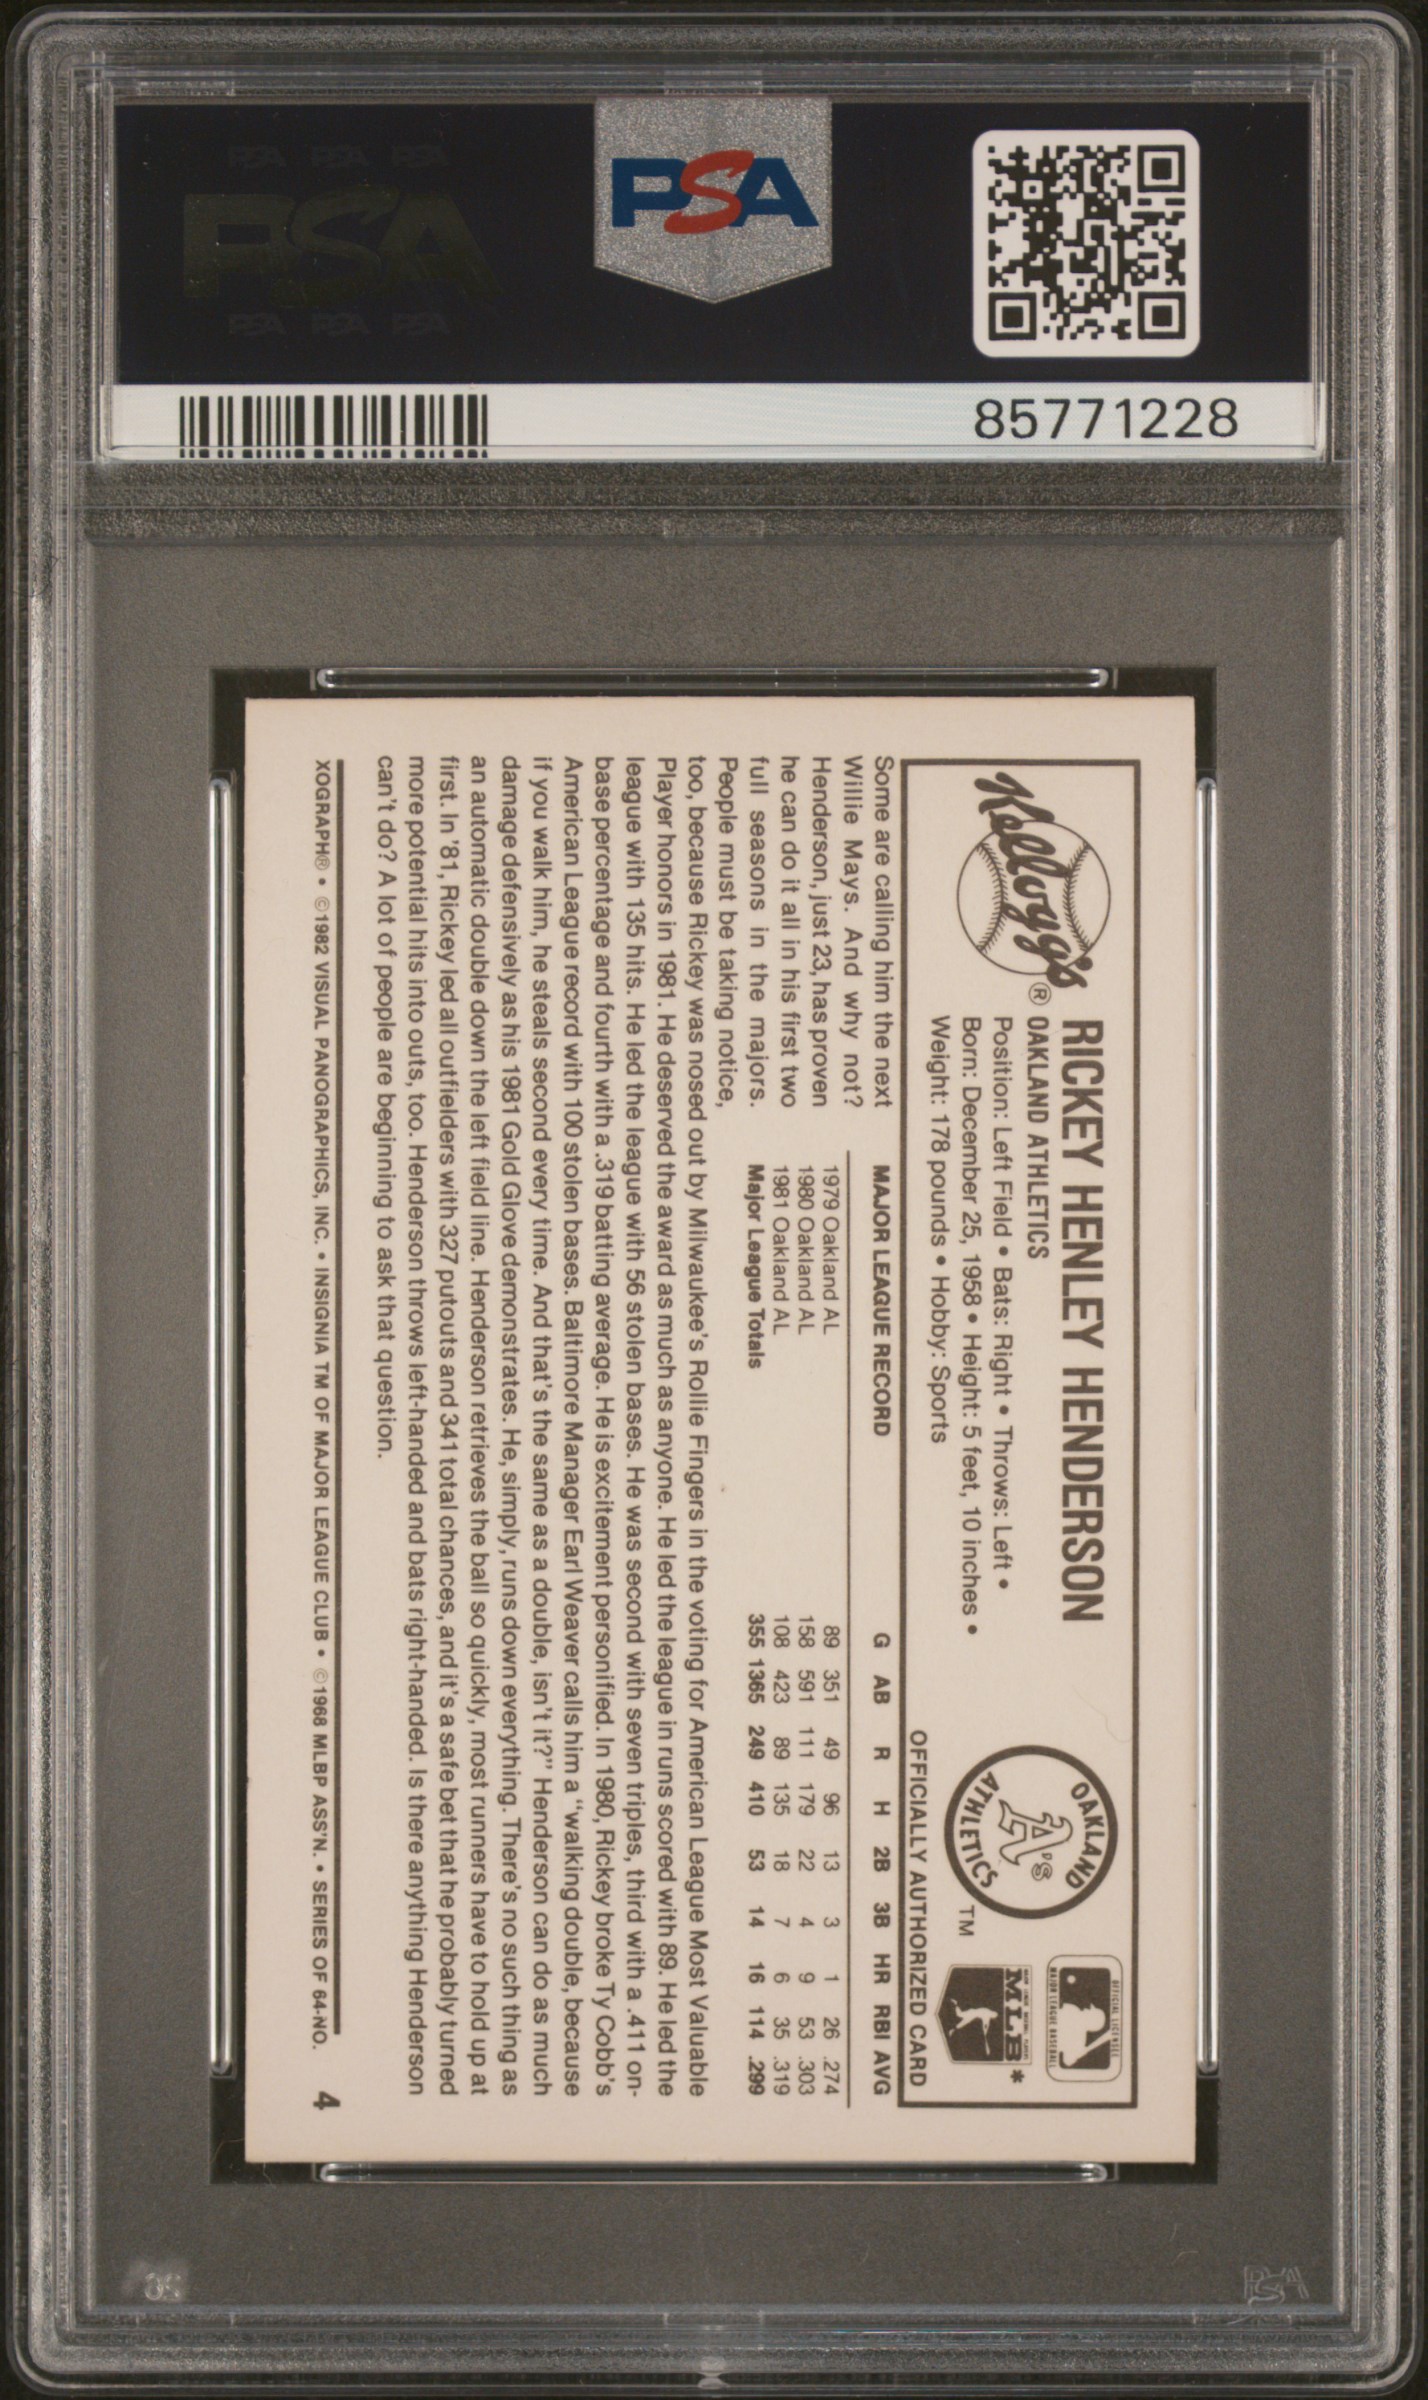 PSA PSA PSA
PSA
PSA PSA PSA
PSA
85771228
Kellogg's®
RICKEY HENLEY HENDERSON
OAKLAND ATHLETICS
Position: Left Field • Bats: Right • Throws: Left •
Born: December 25, 1958 • Height: 5 feet, 10 inches •
Weight: 178 pounds • Hobby: Sports
OAKLAND
A's
ATHLETICS
TM
OFFICIAL LICENSEE
MAJOR LEAGUE BASEBALL
MLB*
OFFICIALLY AUTHORIZED CARD
Some are calling him the next
Willie Mays. And why not?
Henderson, just 23, has proven
he can do it all in his first two
full seasons in the majors.
People must be taking notice,
MAJOR LEAGUE RECORD G AB R H 2B 3B HR RBI AVG
1979 Oakland AL 89 351 49 96 13 3 1 26 .274
1980 Oakland AL 158 591 111 179 22 4 9 53 .303
1981 Oakland AL 108 423 89 135 18 7 6 35 .319
Major League Totals 355 1365 249 410 53 14 16 114 .299
too, because Rickey was nosed out by Milwaukee's Rollie Fingers in the voting for American League Most Valuable
Player honors in 1981. He deserved the award as much as anyone. He led the league in runs scored with 89. He led the
league with 135 hits. He led the league with 56 stolen bases. He was second with seven triples, third with a .411 on-
base percentage and fourth with a .319 batting average. He is excitement personified. In 1980, Rickey broke Ty Cobb's
American League record with 100 stolen bases. Baltimore Manager Earl Weaver calls him a "walking double, because
if you walk him, he steals second every time. And that's the same as a double, isn't it?" Henderson can do as much
damage defensively as his 1981 Gold Glove demonstrates. He, simply, runs down everything. There's no such thing as
an automatic double down the left field line. Henderson retrieves the ball so quickly, most runners have to hold up at
first. In '81, Rickey led all outfielders with 327 putouts and 341 total chances, and it's a safe bet that he probably turned
more potential hits into outs, too. Henderson throws left-handed and bats right-handed. Is there anything Henderson
can't do? A lot of people are beginning to ask that question.
XOGRAPH® • ©1982 VISUAL PANOGRAPHICS, INC. • INSIGNIA TM OF MAJOR LEAGUE CLUB • ©1968 MLBP ASS'N. • SERIES OF 64-NO. 4
PSA